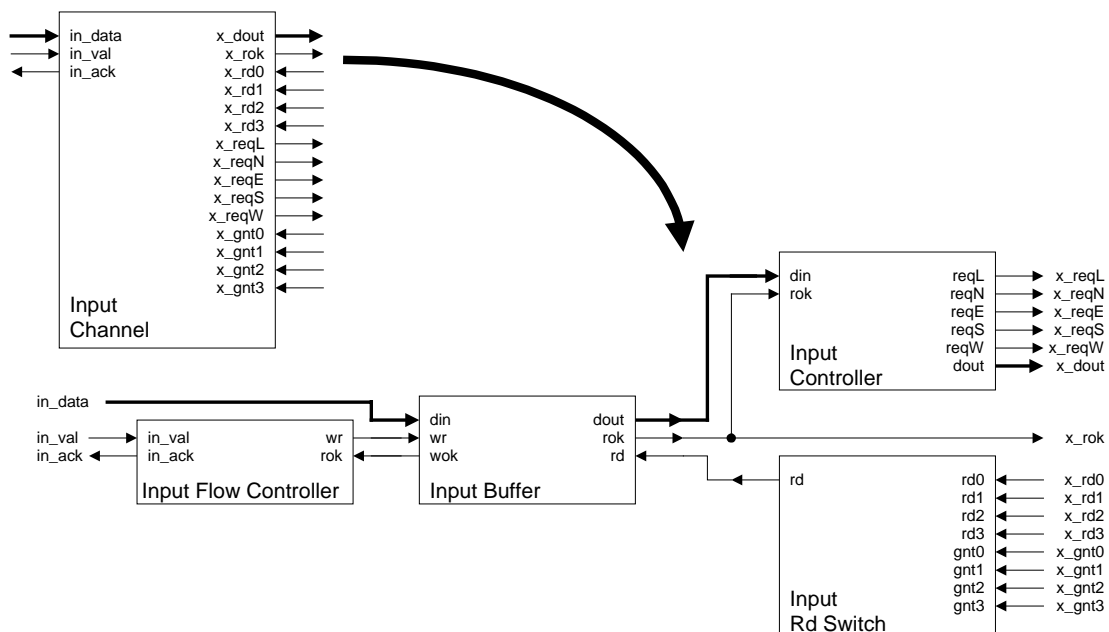 in_data x_dout
in_val x_rok
in_ack x_rd0
x_rd1
x_rd2
x_rd3
x_reqL
x_reqN
x_reqE
x_reqS
x_reqW
x_gnt0
x_gnt1
x_gnt2
x_gnt3
Input
Channel
din reqL x_reqL
rok reqN x_reqN
reqE x_reqE
reqS x_reqS
reqW x_reqW
dout x_dout
Input
Controller
in_data
din dout
in_val in_val wr wr rok x_rok
in_ack in_ack rok wok rd
Input Flow Controller Input Buffer
rd rd0 x_rd0
rd1 x_rd1
rd2 x_rd2
rd3 x_rd3
gnt0 x_gnt0
gnt1 x_gnt1
gnt2 x_gnt2
gnt3 x_gnt3
Input
Rd Switch